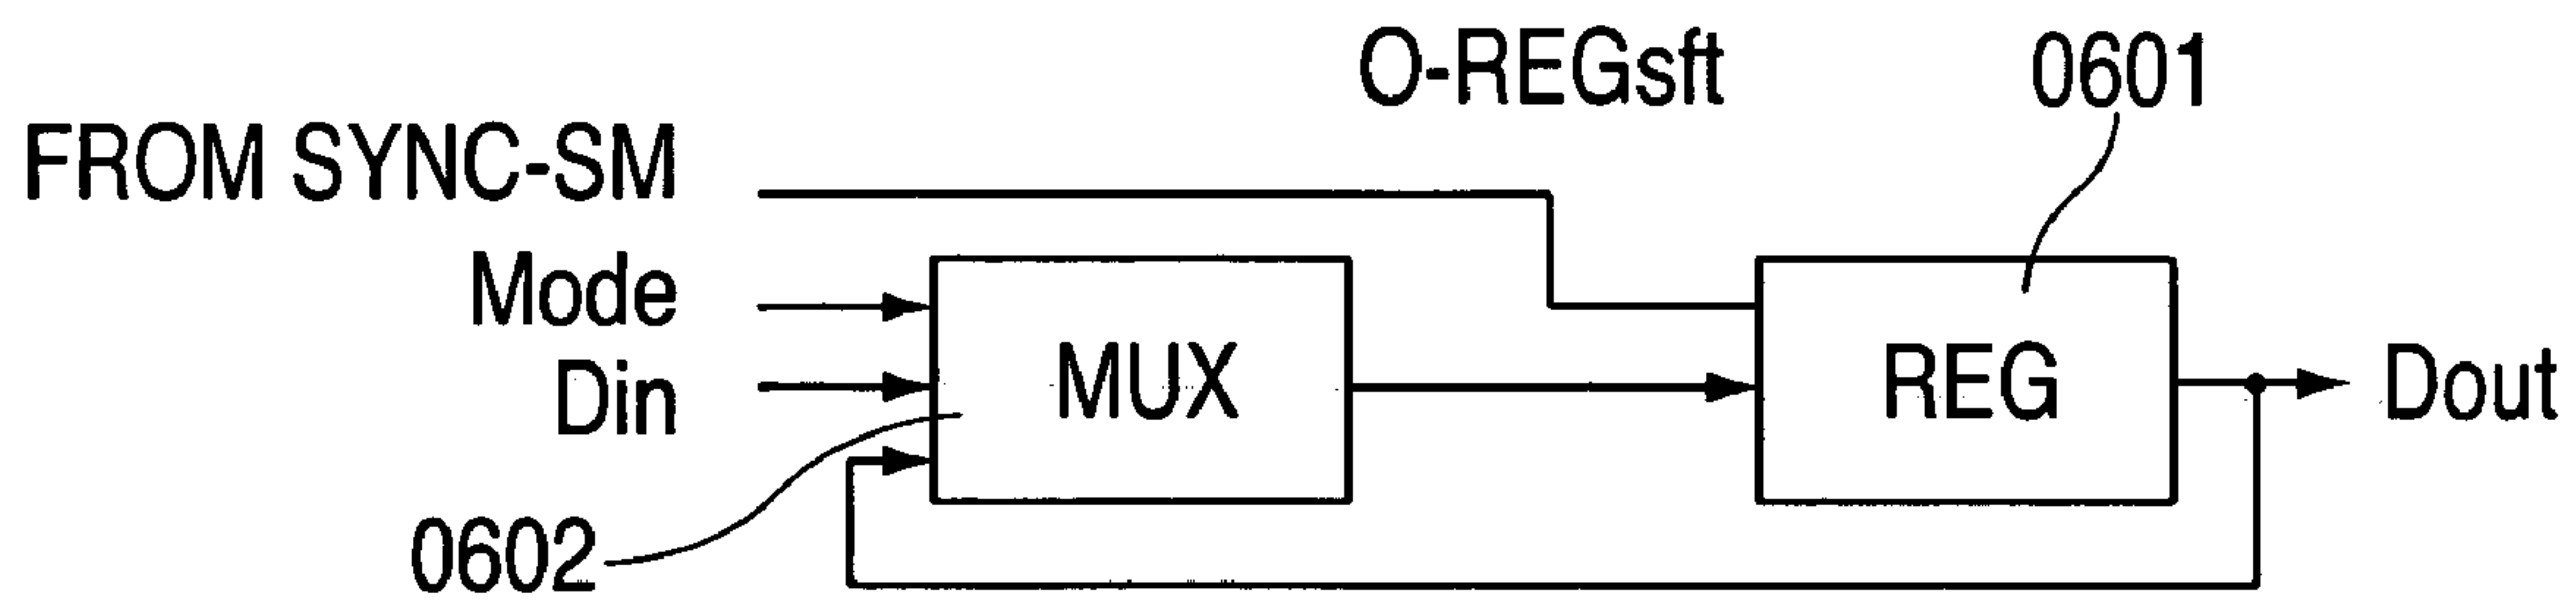 O-REGsft
0601
FROM SYNC-SM
Mode
Din
MUX
REG
Dout
0602